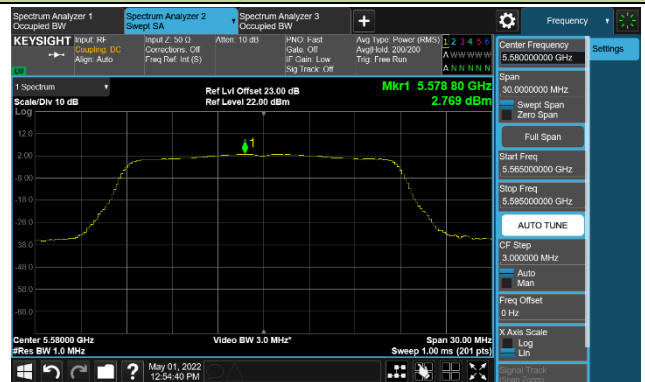 Spectrum Analyzer 1
Occupied BW
Spectrum Analyzer 2
Swept SA
Spectrum Analyzer 3
Occupied BW
Frequency
KEYSIGHT
Input: RF
Coupling: DC
Align: Auto
Input Z: 50 Ω
Corrections: Off
Freq Ref: Int (S)
Atten: 10 dB
PNO: Fast
Gate: Off
IF Gain: Low
Sig Track: Off
Avg Type: Power (RMS)
Avg|Hold: 200/200
Trig: Free Run
1 2 3 4 5 6
A W W W W W
A N N N N N
1 Spectrum
Scale/Div 10 dB
Ref Lvl Offset 23.00 dB
Ref Level 22.00 dBm
Mkr1 5.578 80 GHz
2.769 dBm
Log
12.0
2.00
-8.00
-18.0
-28.0
-38.0
-48.0
-58.0
-68.0
1
Center 5.58000 GHz
#Res BW 1.0 MHz
Video BW 3.0 MHz*
Span 30.00 MHz
Sweep 1.00 ms (201 pts)
May 01, 2022
12:54:40 PM
Center Frequency
5.580000000 GHz
Settings
Span
30.0000000 MHz
Swept Span
Zero Span
Full Span
Start Freq
5.565000000 GHz
Stop Freq
5.595000000 GHz
AUTO TUNE
CF Step
3.000000 MHz
Auto
Man
Freq Offset
0 Hz
X Axis Scale
Log
Lin
Signal Track
(Span Zoom)